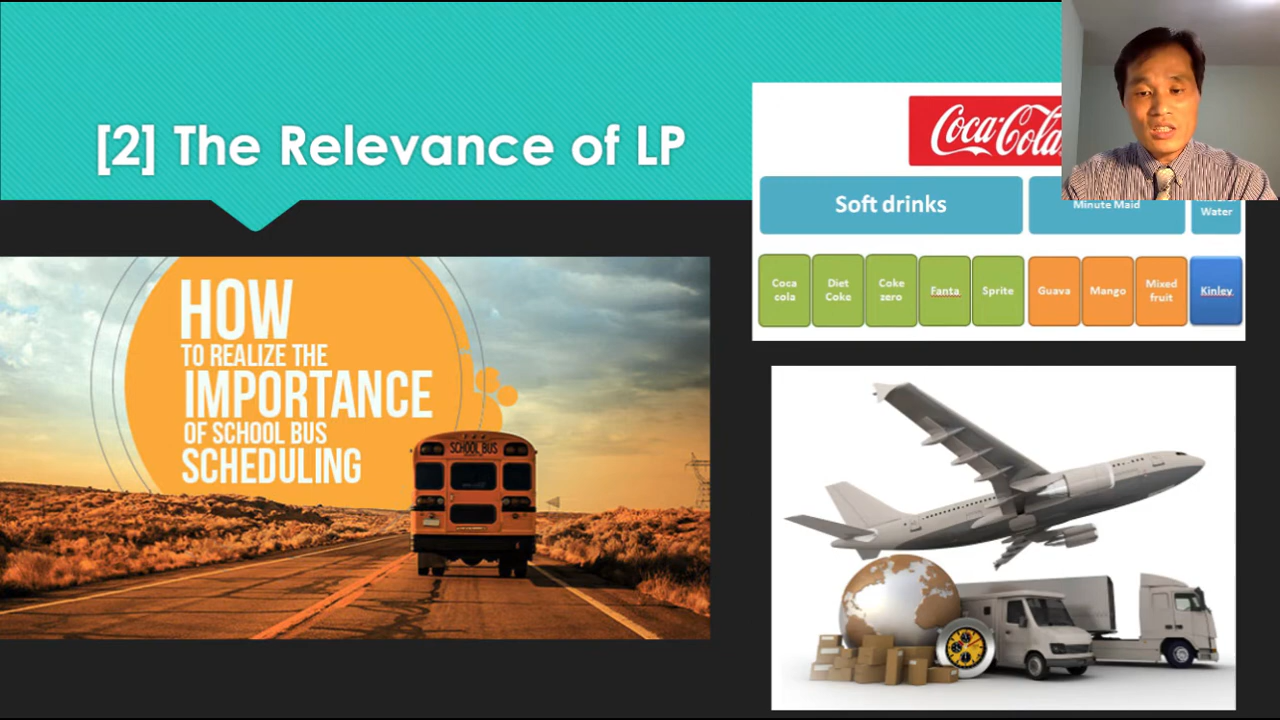 [2] The Relevance of LP
Coca-Cola
Soft drinks
Minute Maid
Water
Coca
cola
Diet
Coke
Coke
zero
Fanta
Sprite
Guava
Mango
Mixed
fruit
Kinley
HOW
TO REALIZE THE
IMPORTANCE
OF SCHOOL BUS
SCHEDULING
SCHOOL BUS